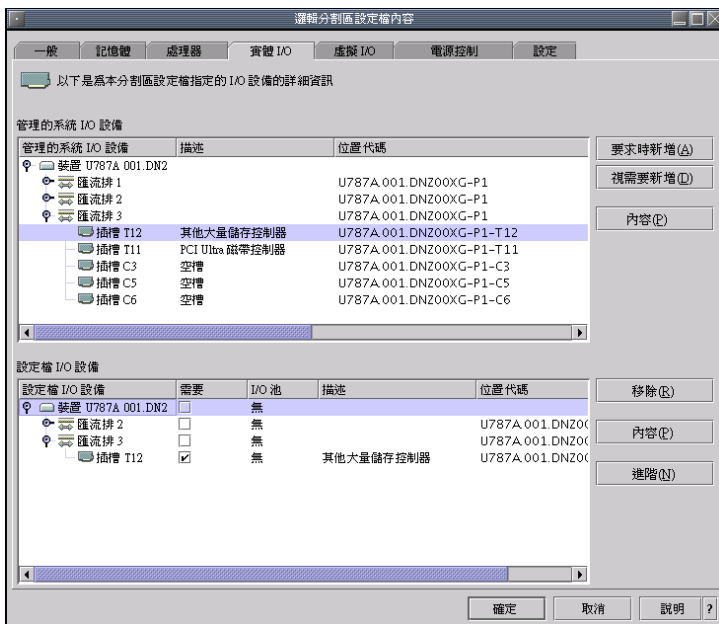 邏輯分割區設定檔內容
一般 記憶體 處理器 實體 I/O 虛擬 I/O 電源控制 設定
以下是為本分割區設定檔指定的 I/O 設備的詳細資訊
管理的系統 I/O 設備
管理的系統 I/O 設備 描述 位置代碼
裝置 U787A 001.DN2
匯流排 1 U787A.001.DNZ00XG-P1
匯流排 2 U787A.001.DNZ00XG-P1
匯流排 3 U787A.001.DNZ00XG-P1
插槽 T12 其他大量儲存控制器 U787A.001.DNZ00XG-P1-T12
插槽 T11 PCI Ultra 磁帶控制器 U787A.001.DNZ00XG-P1-T11
插槽 C3 空槽 U787A.001.DNZ00XG-P1-C3
插槽 C5 空槽 U787A.001.DNZ00XG-P1-C5
插槽 C6 空槽 U787A.001.DNZ00XG-P1-C6
要求時新增(A)
視需要新增(D)
內容(P)
設定檔 I/O 設備
設定檔 I/O 設備 需要 I/O 池 描述 位置代碼
裝置 U787A 001.DN2 無
匯流排 2 無 U787A.001.DNZ00
匯流排 3 無 U787A.001.DNZ00
插槽 T12 無 其他大量儲存控制器 U787A.001.DNZ00
移除(R)
內容(P)
進階(N)
確定 取消 說明 ?